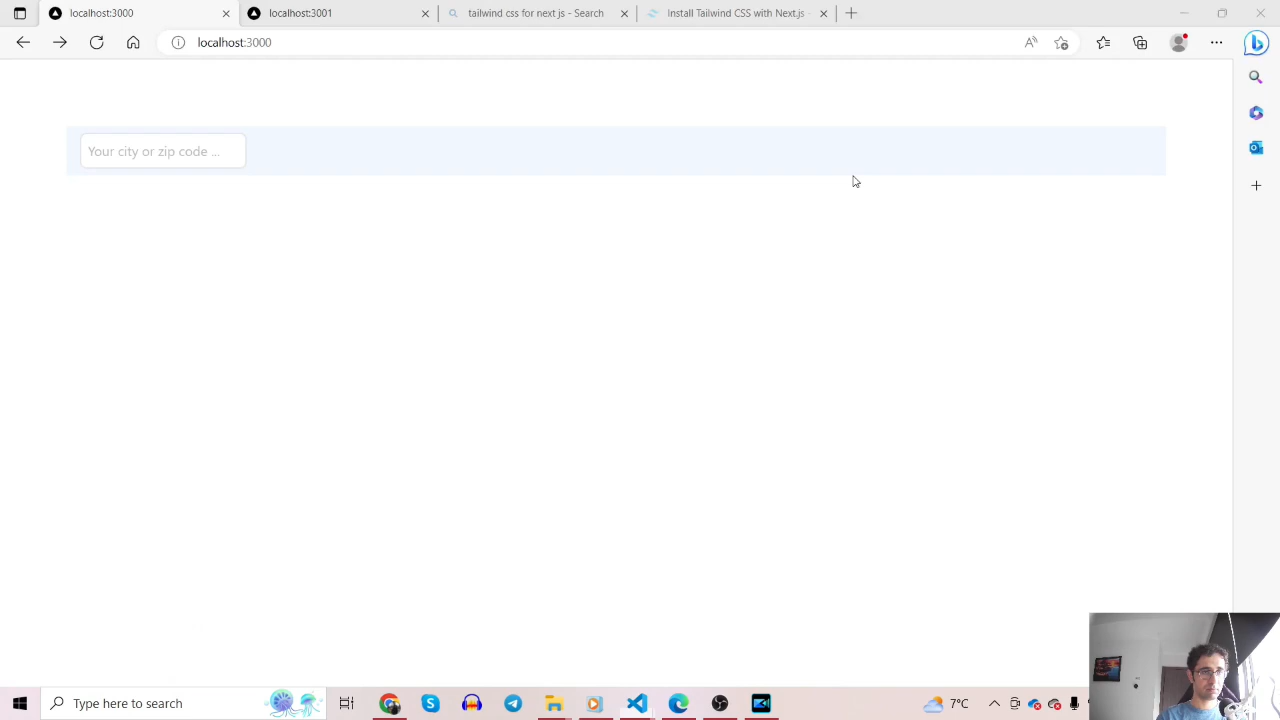 localhost:3000
localhost:3001
tailwind css for next js - Search
Install Tailwind CSS with Next.js -
localhost:3000
Your city or zip code ...
Type here to search
7°C